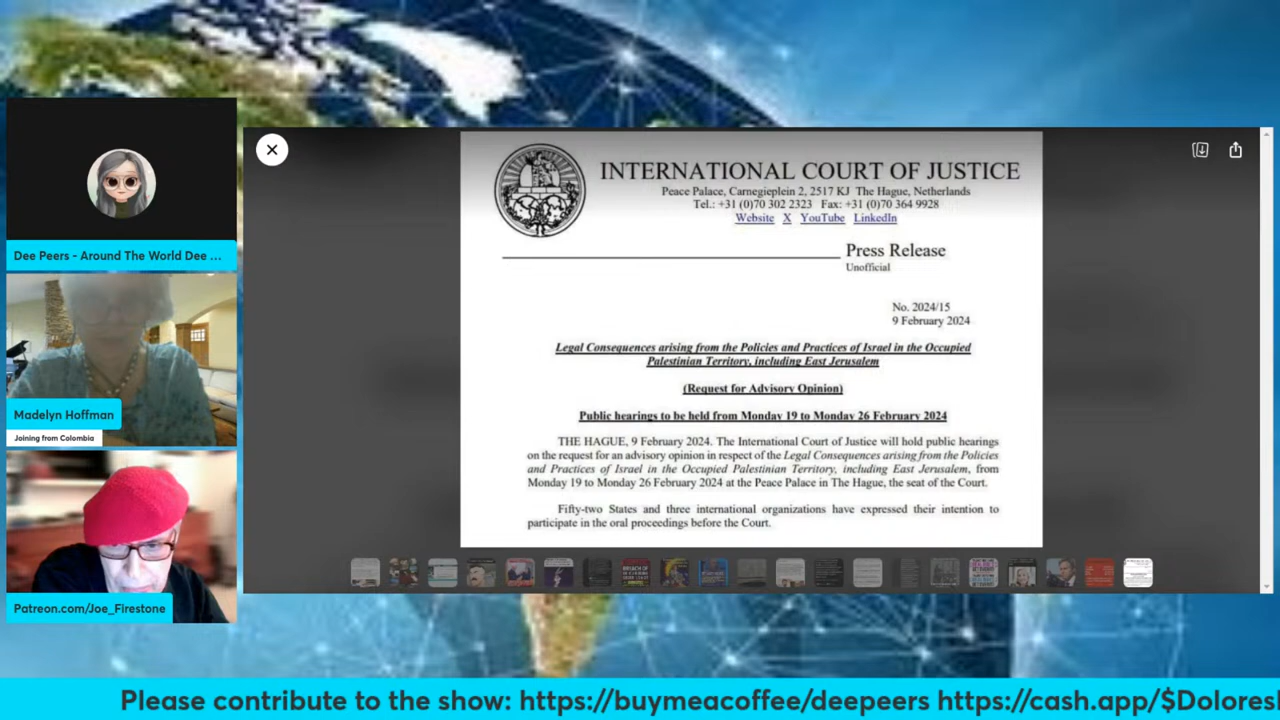 Dee Peers - Around The World Dee ...
Madelyn Hoffman
Joining from Colombia
Patreon.com/Joe_Firestone
INTERNATIONAL COURT OF JUSTICE
Peace Palace, Carnegieplein 2, 2517 KJ The Hague, Netherlands
Tel.: +31 (0)70 302 2323 Fax: +31 (0)70 364 9928
Website X YouTube LinkedIn
Press Release
Unofficial
No. 2024/15
9 February 2024
Legal Consequences arising from the Policies and Practices of Israel in the Occupied
Palestinian Territory, including East Jerusalem
(Request for Advisory Opinion)
Public hearings to be held from Monday 19 to Monday 26 February 2024
THE HAGUE, 9 February 2024. The International Court of Justice will hold public hearings
on the request for an advisory opinion in respect of the Legal Consequences arising from the Policies
and Practices of Israel in the Occupied Palestinian Territory, including East Jerusalem, from
Monday 19 to Monday 26 February 2024 at the Peace Palace in The Hague, the seat of the Court.
Fifty-two States and three international organizations have expressed their intention to
participate in the oral proceedings before the Court.
Please contribute to the show: https://buymeacoffee/deepeers https://cash.app/$Dolores